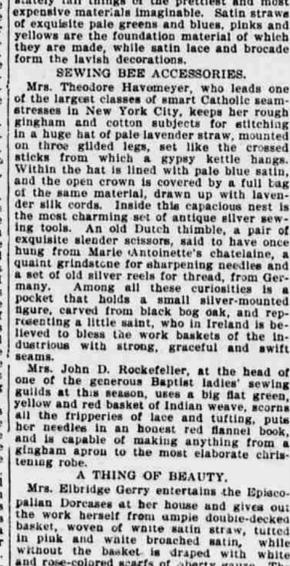 stately fall things of the prettiest and most
expensive materials imaginable. Satin straws
of exquisite pale greens and blues, pinks and
yellows are the foundation material of which
they are made, while satin lace and brocade
form the lavish decorations.
SEWING BEE ACCESSORIES.
Mrs. Theodore Havomeyer, who leads one
of the largest classes of smart Catholic seam-
stresses in New York City, keeps her rough
gingham and cotton subjects for stitching
in a huge hat of pale lavender straw, mounted
on three gilded legs, set like the crossed
sticks from which a gypsy kettle hangs.
Within the hat is lined with pale blue satin,
and the open crown is covered by a full bag
of the same material, drawn up with laven-
der silk cords. Inside this capacious nest is
the most charming set of antique silver sew-
ing tools. An old Dutch thimble, a pair of
exquisite slender scissors, said to have once
hung from Marie Antoinette's chatelaine, a
quaint grindstone for sharpening needles and
a set of old silver reels for thread, from Ger-
many. Among all these curiosities is a
pocket that holds a small silver-mounted
figure, carved from black bog oak, and rep-
resenting a little saint, who in Ireland is be-
lieved to bless the work baskets of the in-
dustrious with strong, graceful and swift
seams.
Mrs. John D. Rockefeller, at the head of
one of the generous Baptist ladies' sewing
guilds at this season, uses a big flat green,
yellow and red basket of Indian weave, scorns
all the fripperies of lace and tufting, puts
her needles in an honest red flannel book,
and is capable of making anything from a
gingham apron to the most elaborate chris-
tening robe.
A THING OF BEAUTY.
Mrs. Elbridge Gerry entertains the Episco-
palian Dorcases at her house and gives out
the work herself from ample double-decked
basket, woven of white satin straw, tufted
in pink and white broached satin, while
without the basket is draped with white
and rose-colored scarfs of liberty gauze. The